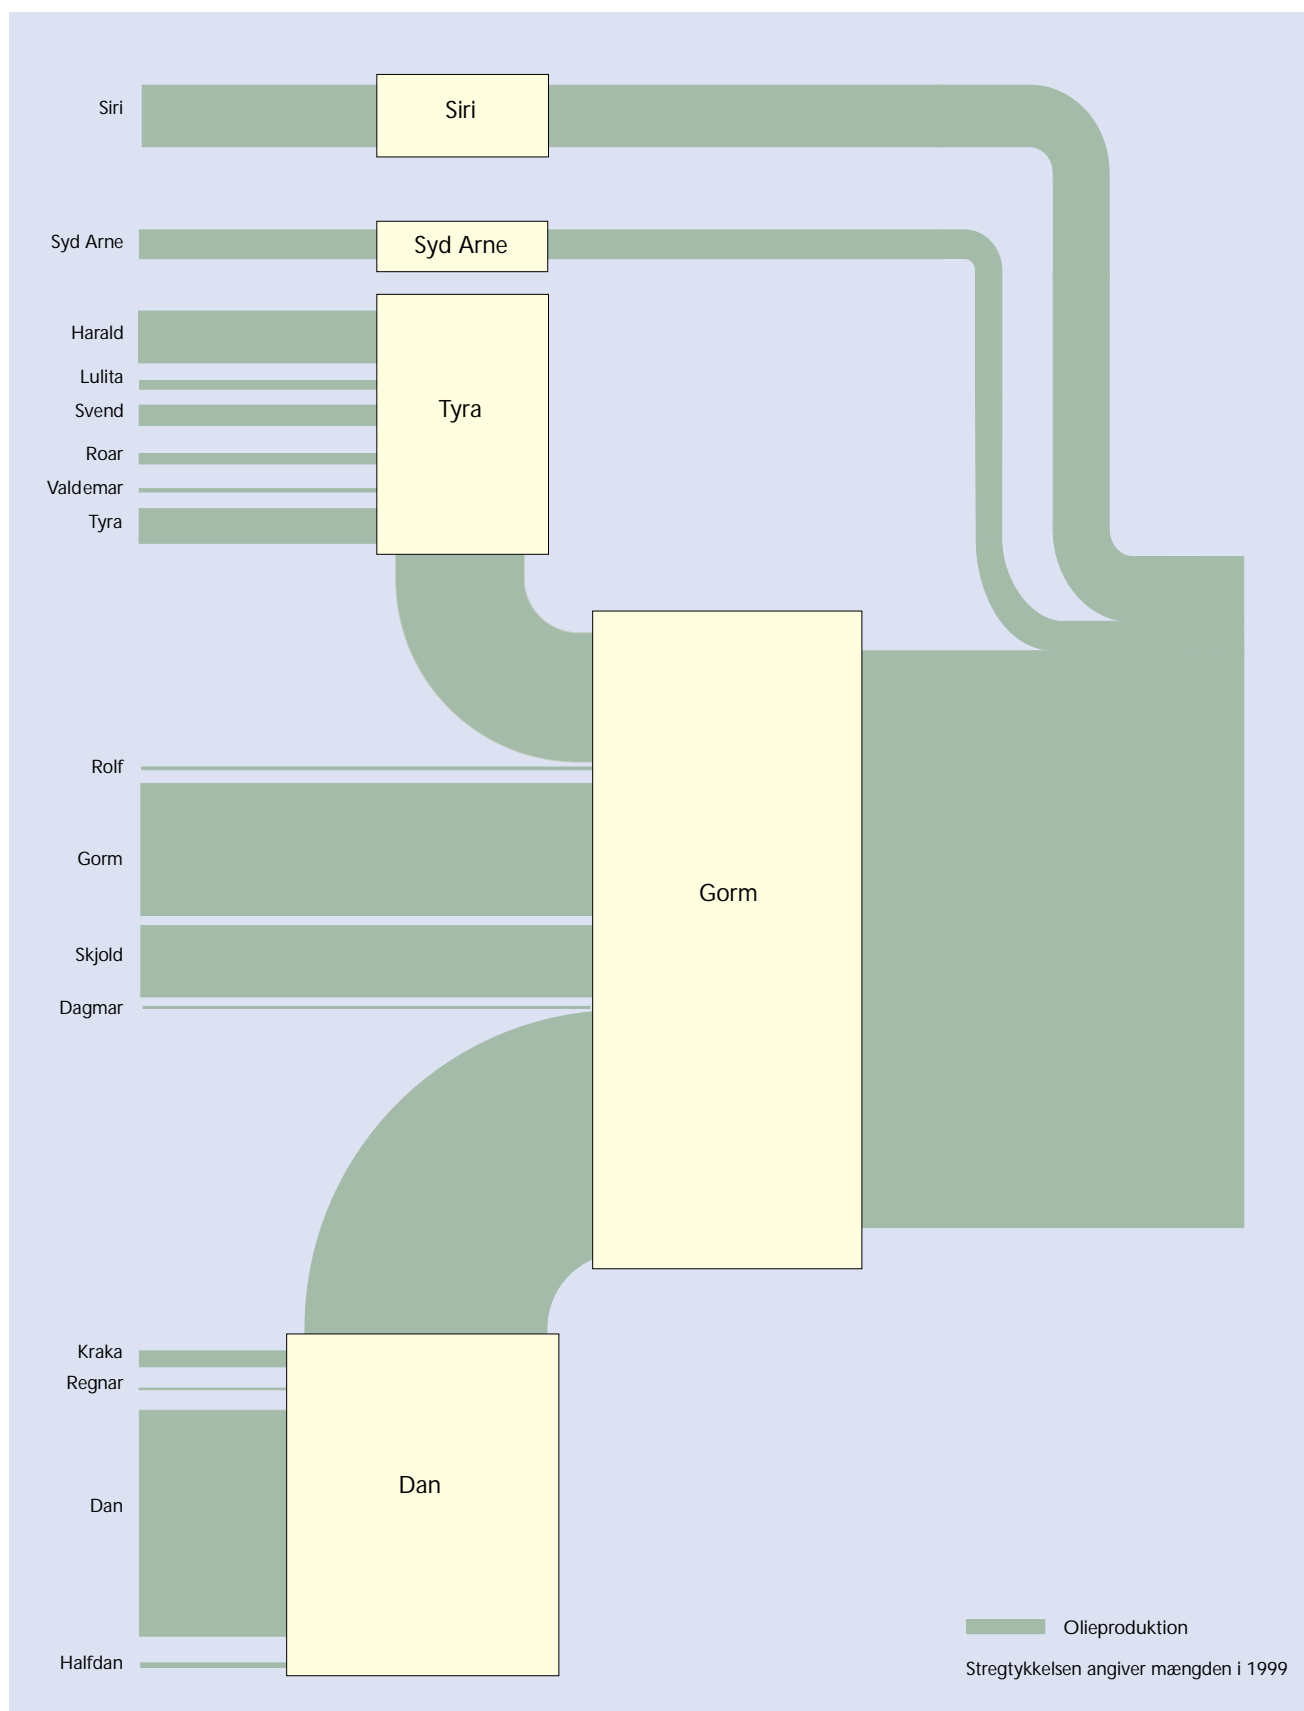 Siri
Siri
Syd Arne
Syd Arne
Harald
Lulita
Svend
Tyra
Roar
Valdemar
Tyra
Rolf
Gorm
Gorm
Skjold
Dagmar
Kraka
Regnar
Dan
Dan
Halfdan
Olieproduktion
Stregtykkelsen angiver mængden i 1999